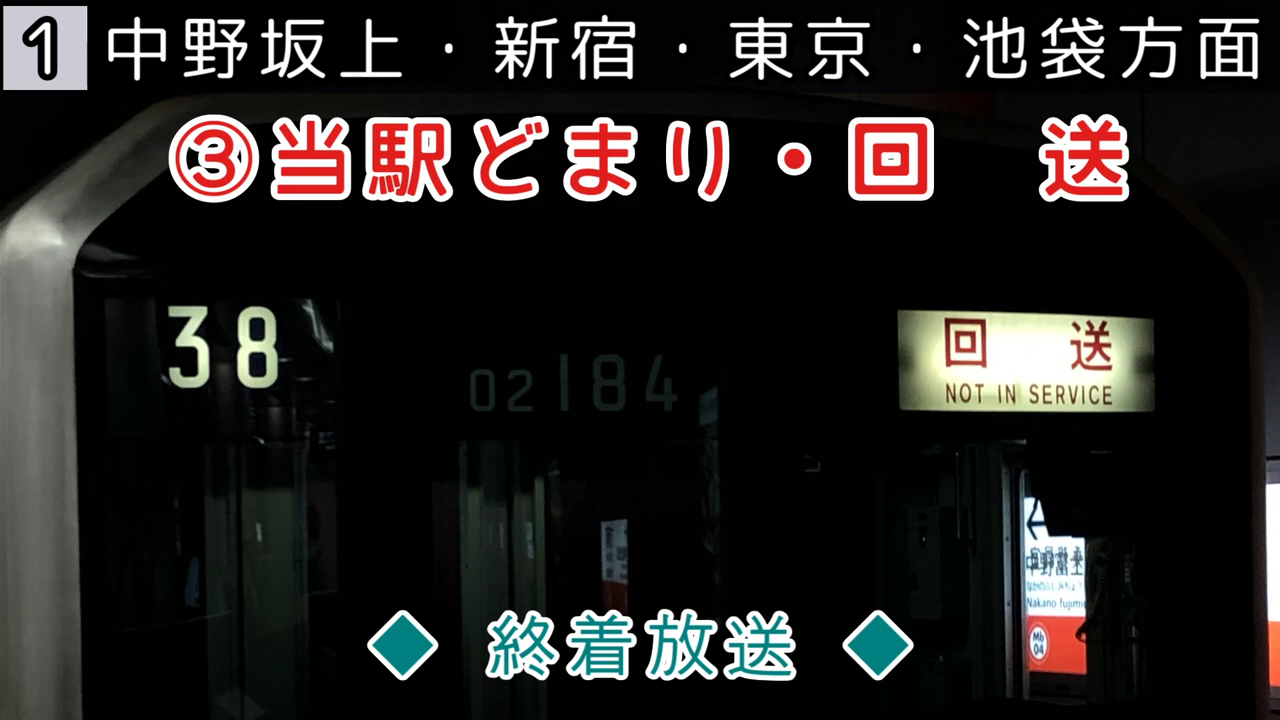 1 中野坂上・新宿・東京・池袋方面
③当駅どまり・回 送
38
02184
回 送
NOT IN SERVICE
Nakano fujimi
Mb
04
◆ 終着放送 ◆